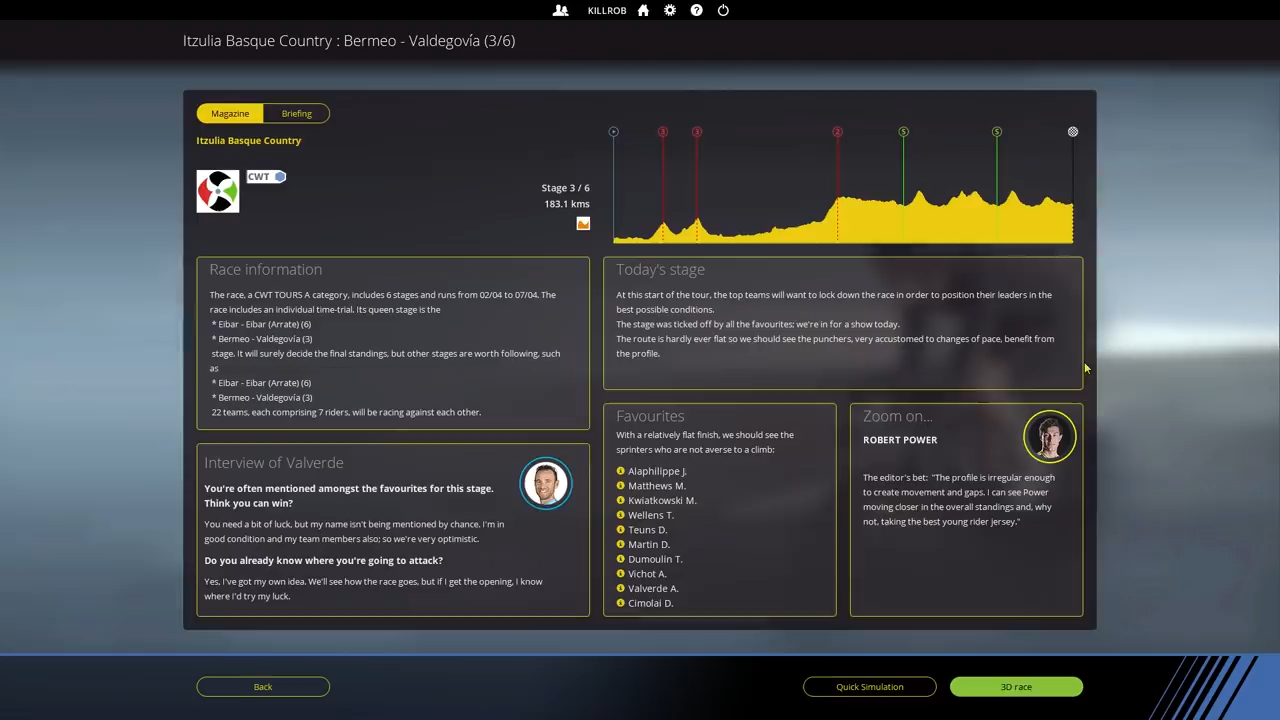 KILLROB
Itzulia Basque Country : Bermeo - Valdegovía (3/6)
Magazine
Briefing
Itzulia Basque Country
CWT
Stage 3 / 6
183.1 kms
3
3
2
S
S
Race information
The race, a CWT TOURS A category, includes 6 stages and runs from 02/04 to 07/04. The
race includes an individual time-trial. Its queen stage is the
* Eibar - Eibar (Arrate) (6)
* Bermeo - Valdegovía (3)
stage. It will surely decide the final standings, but other stages are worth following, such
as
* Eibar - Eibar (Arrate) (6)
* Bermeo - Valdegovía (3)
22 teams, each comprising 7 riders, will be racing against each other.
Today's stage
At this start of the tour, the top teams will want to lock down the race in order to position their leaders in the
best possible conditions.
The stage was ticked off by all the favourites; we're in for a show today.
The route is hardly ever flat so we should see the punchers, very accustomed to changes of pace, benefit from
the profile.
Interview of Valverde
You're often mentioned amongst the favourites for this stage.
Think you can win?
You need a bit of luck, but my name isn't being mentioned by chance. I'm in
good condition and my team members also; so we're very optimistic.
Do you already know where you're going to attack?
Yes, I've got my own idea. We'll see how the race goes, but if I get the opening, I know
where I'd try my luck.
Favourites
With a relatively flat finish, we should see the
sprinters who are not averse to a climb:
Alaphilippe J.
Matthews M.
Kwiatkowski M.
Wellens T.
Teuns D.
Martin D.
Dumoulin T.
Vichot A.
Valverde A.
Cimolai D.
Zoom on...
ROBERT POWER
The editor's bet: "The profile is irregular enough
to create movement and gaps. I can see Power
moving closer in the overall standings and, why
not, taking the best young rider jersey."
Back
Quick Simulation
3D race